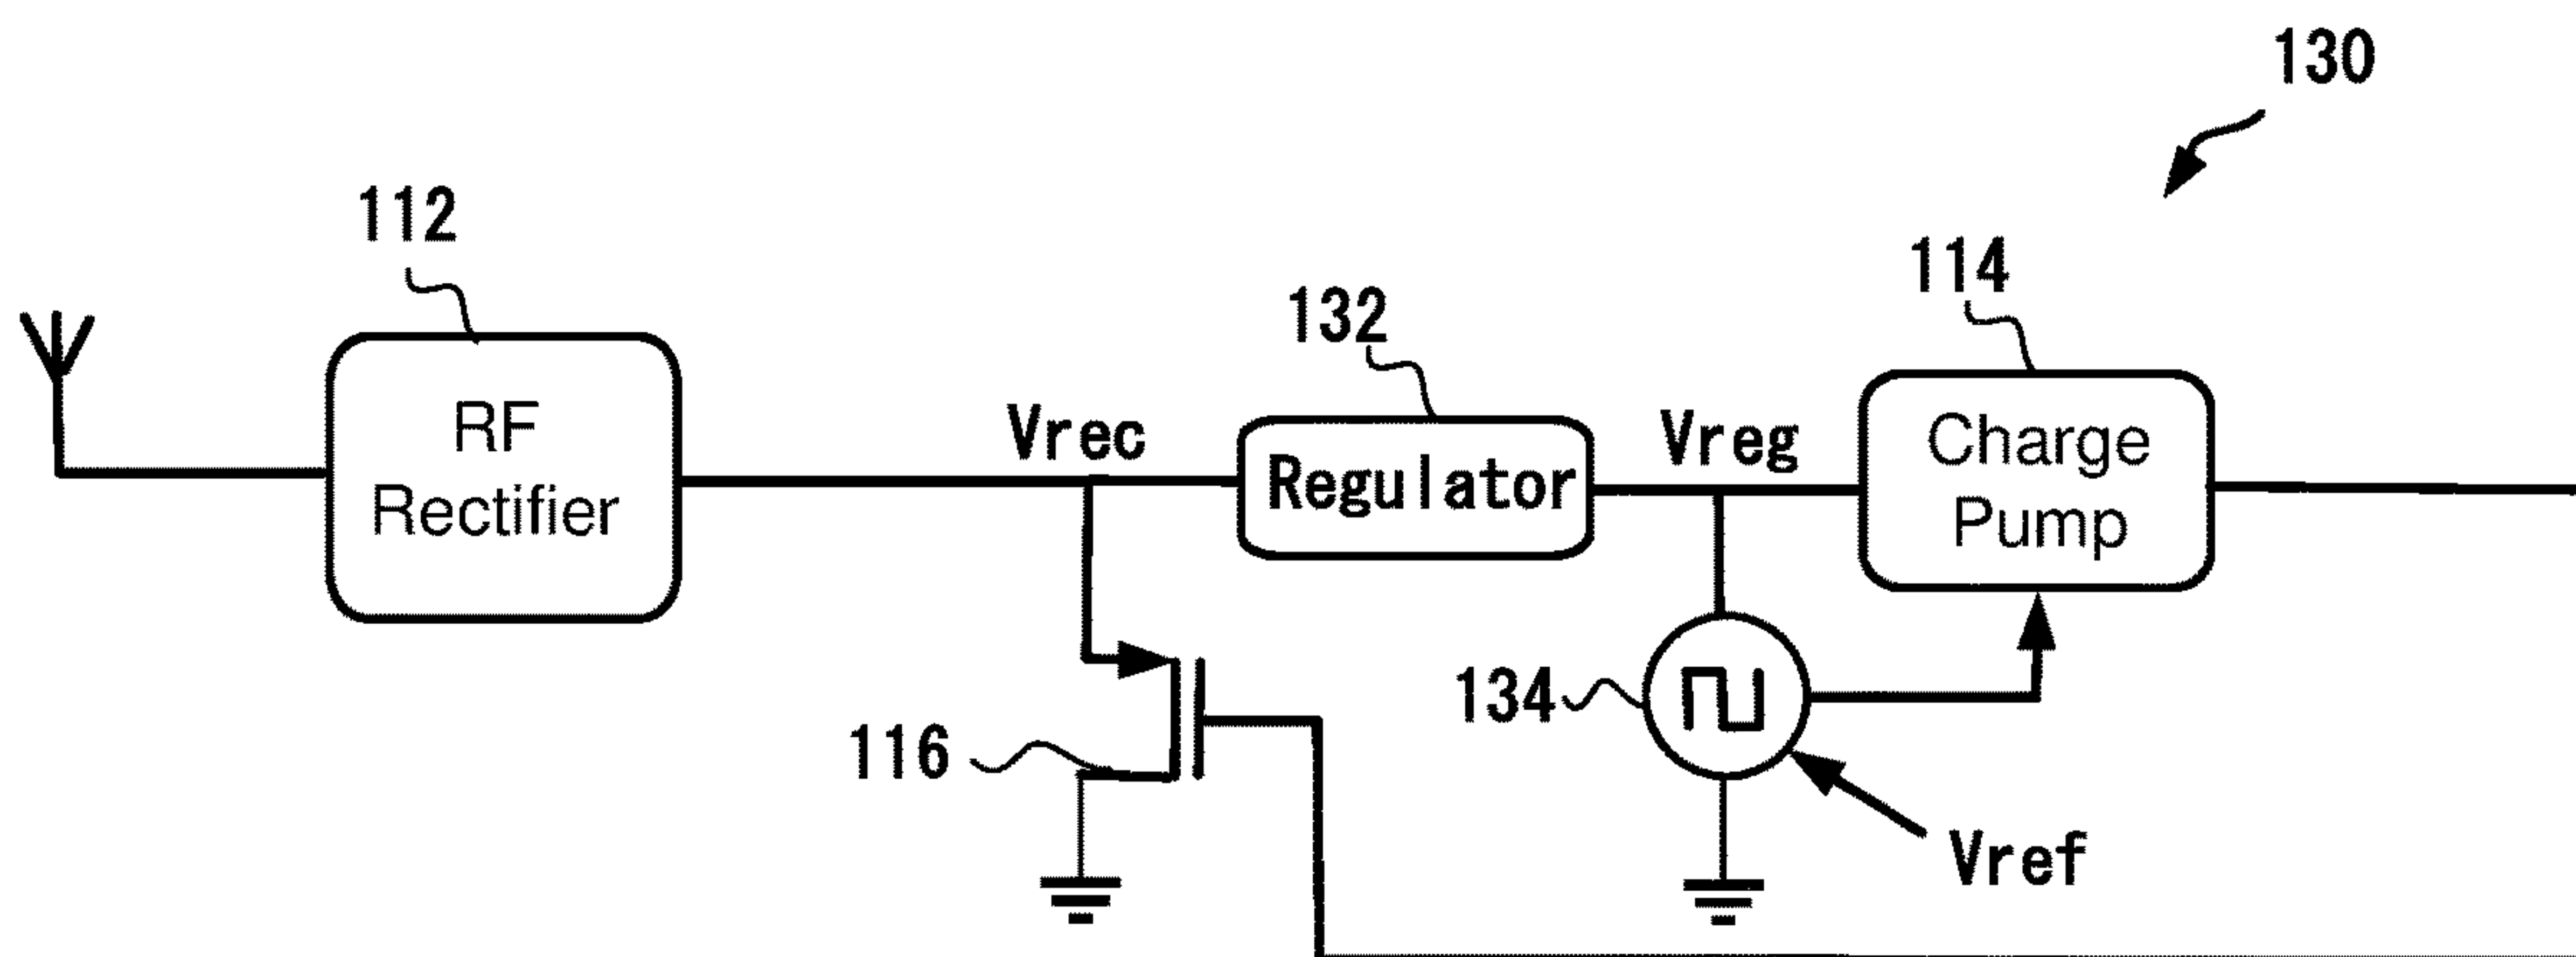 130
112
114
132
RF
Rectifier
Vrec
Regulator
Vreg
Charge
Pump
116
134
Vref